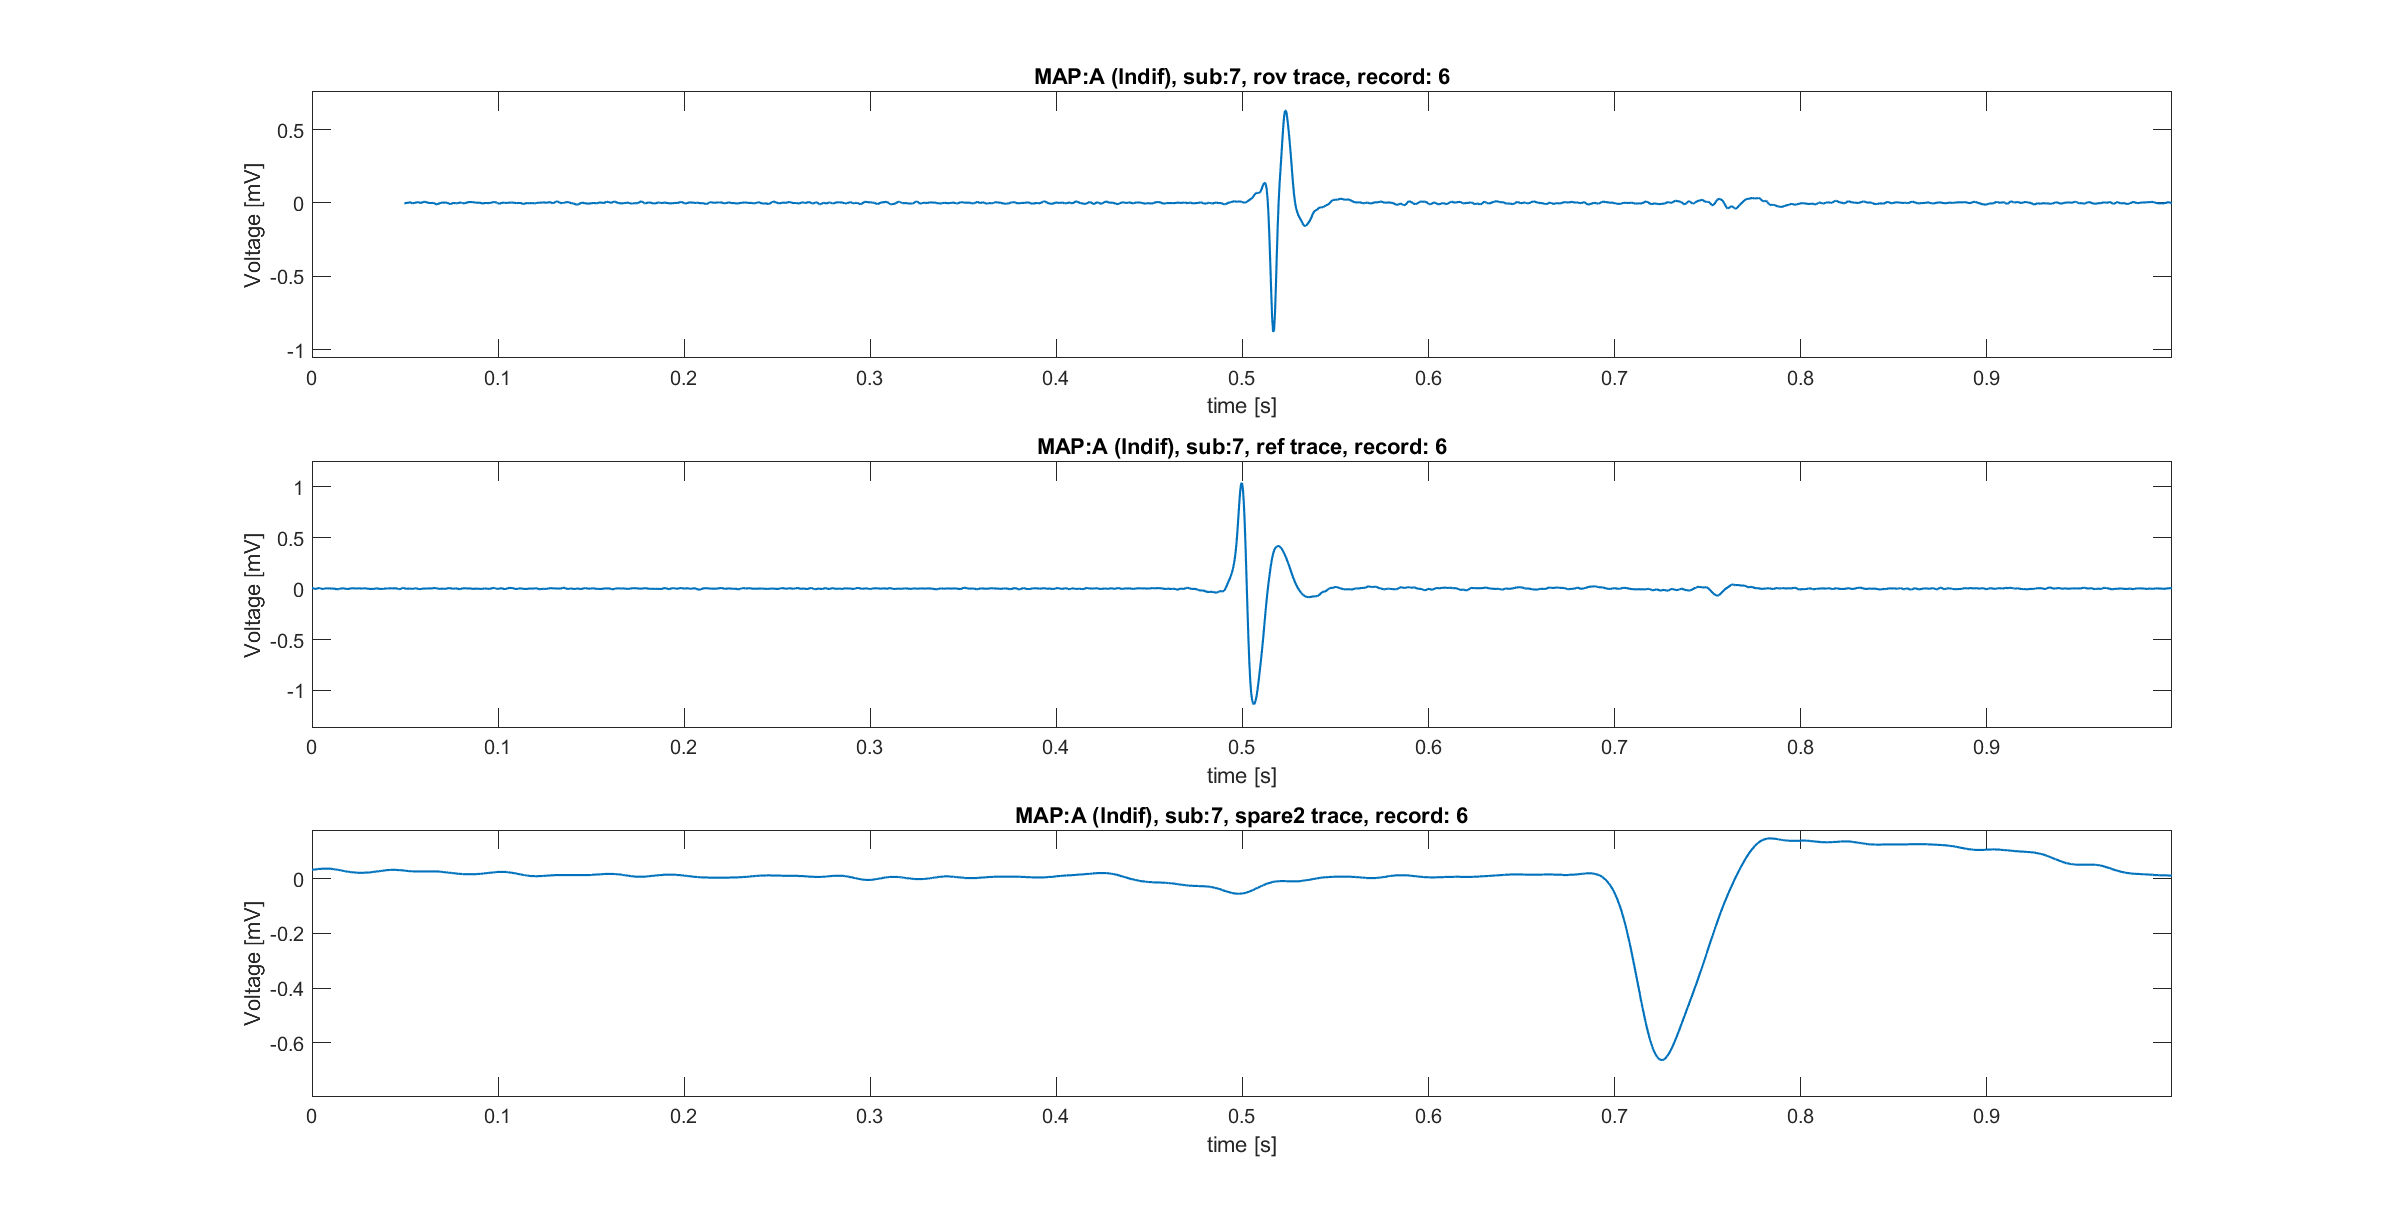 MAP:A (Indif), sub:7, rov trace, record: 6
Voltage [mV]
0.5
0
-0.5
-1
0 0.1 0.2 0.3 0.4 0.5 0.6 0.7 0.8 0.9
time [s]
MAP:A (Indif), sub:7, ref trace, record: 6
Voltage [mV]
1
0.5
0
-0.5
-1
0 0.1 0.2 0.3 0.4 0.5 0.6 0.7 0.8 0.9
time [s]
MAP:A (Indif), sub:7, spare2 trace, record: 6
Voltage [mV]
0
-0.2
-0.4
-0.6
0 0.1 0.2 0.3 0.4 0.5 0.6 0.7 0.8 0.9
time [s]